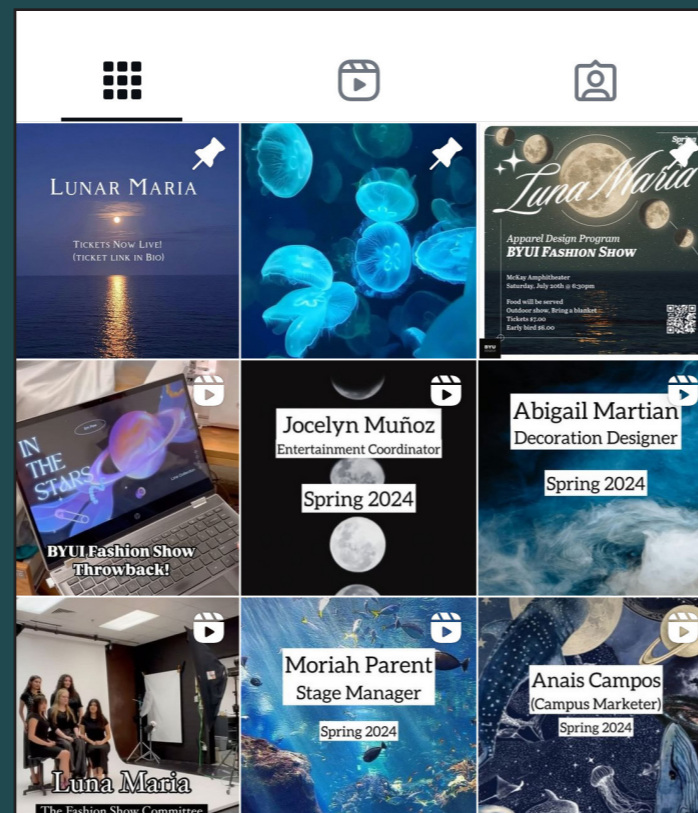 LUNAR MARIA
TICKETS NOW LIVE!
(TICKET LINK IN BIO)
Luna Maria
Apparel Design Program
BYUI FASHION SHOW
McKay Amphitheater
Saturday, July 20th @ 6:30pm
Food will be served
Outdoor show, Bring a blanket
Tickets $7.00
Early bird $6.00
BYU
IN
THE
STARS
BYUI Fashion Show
Throwback!
Jocelyn Muñoz
Entertainment Coordinator
Spring 2024
Abigail Martian
Decoration Designer
Spring 2024
Luna Maria
The Fashion Show Committee
Moriah Parent
Stage Manager
Spring 2024
Anais Campos
(Campus Marketer)
Spring 2024